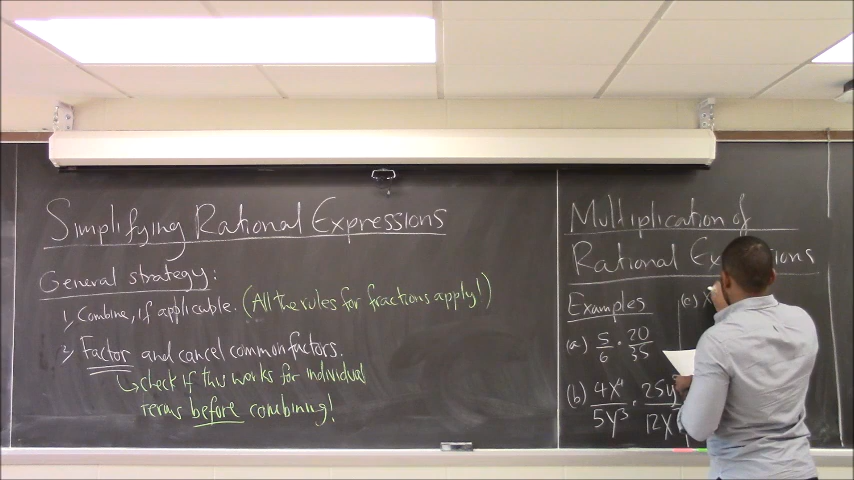 Simplifying Rational Expressions
General strategy:
1) Combine, if applicable. (All the rules for fractions apply!)
2) Factor and cancel common factors.
↳ check if this works for individual
terms before combining!
Multiplication of
Rational Expressions
Examples
(a) 5/6 · 20/35
(b) 4x⁴/5y³ · 25y
(c) x